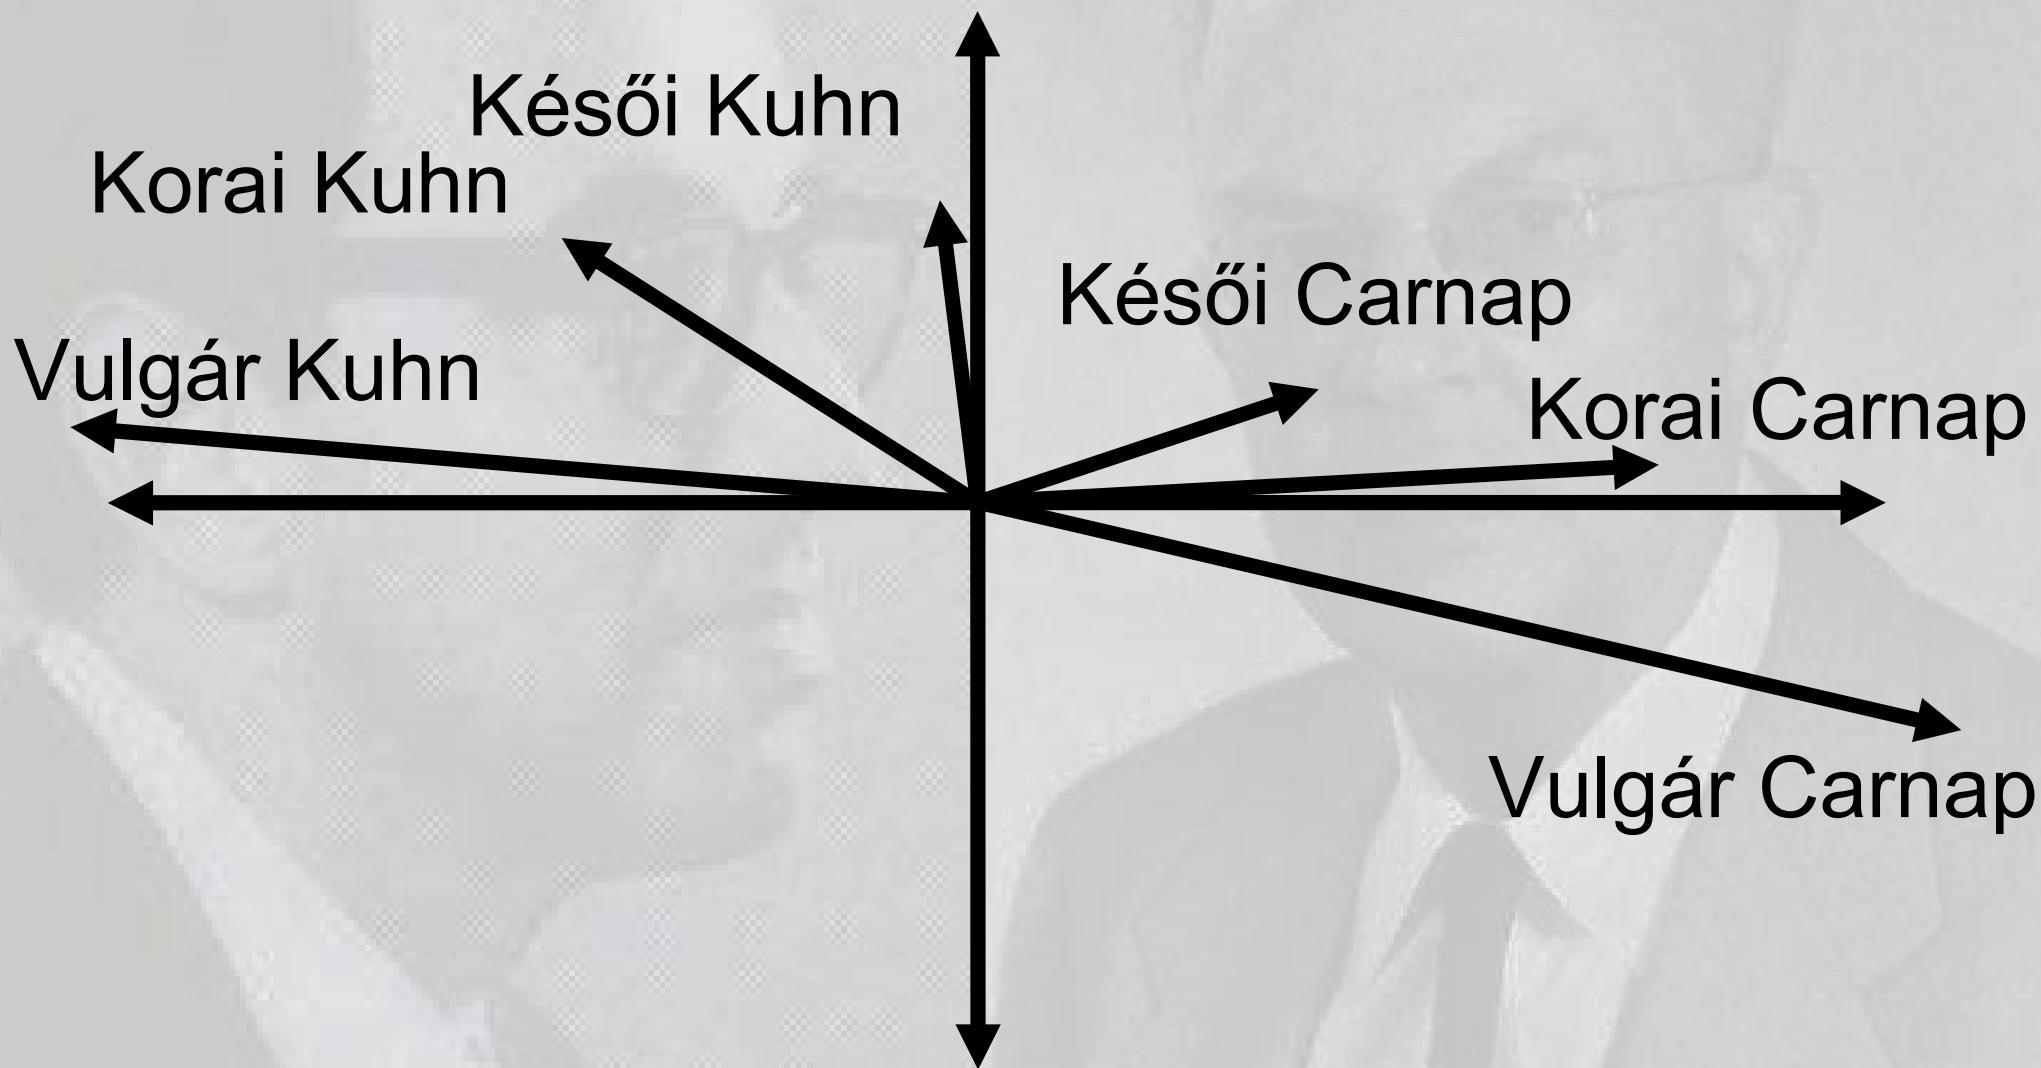 Késői Kuhn
Korai Kuhn
Késői Carnap
Vulgár Kuhn
Korai Carnap
Vulgár Carnap